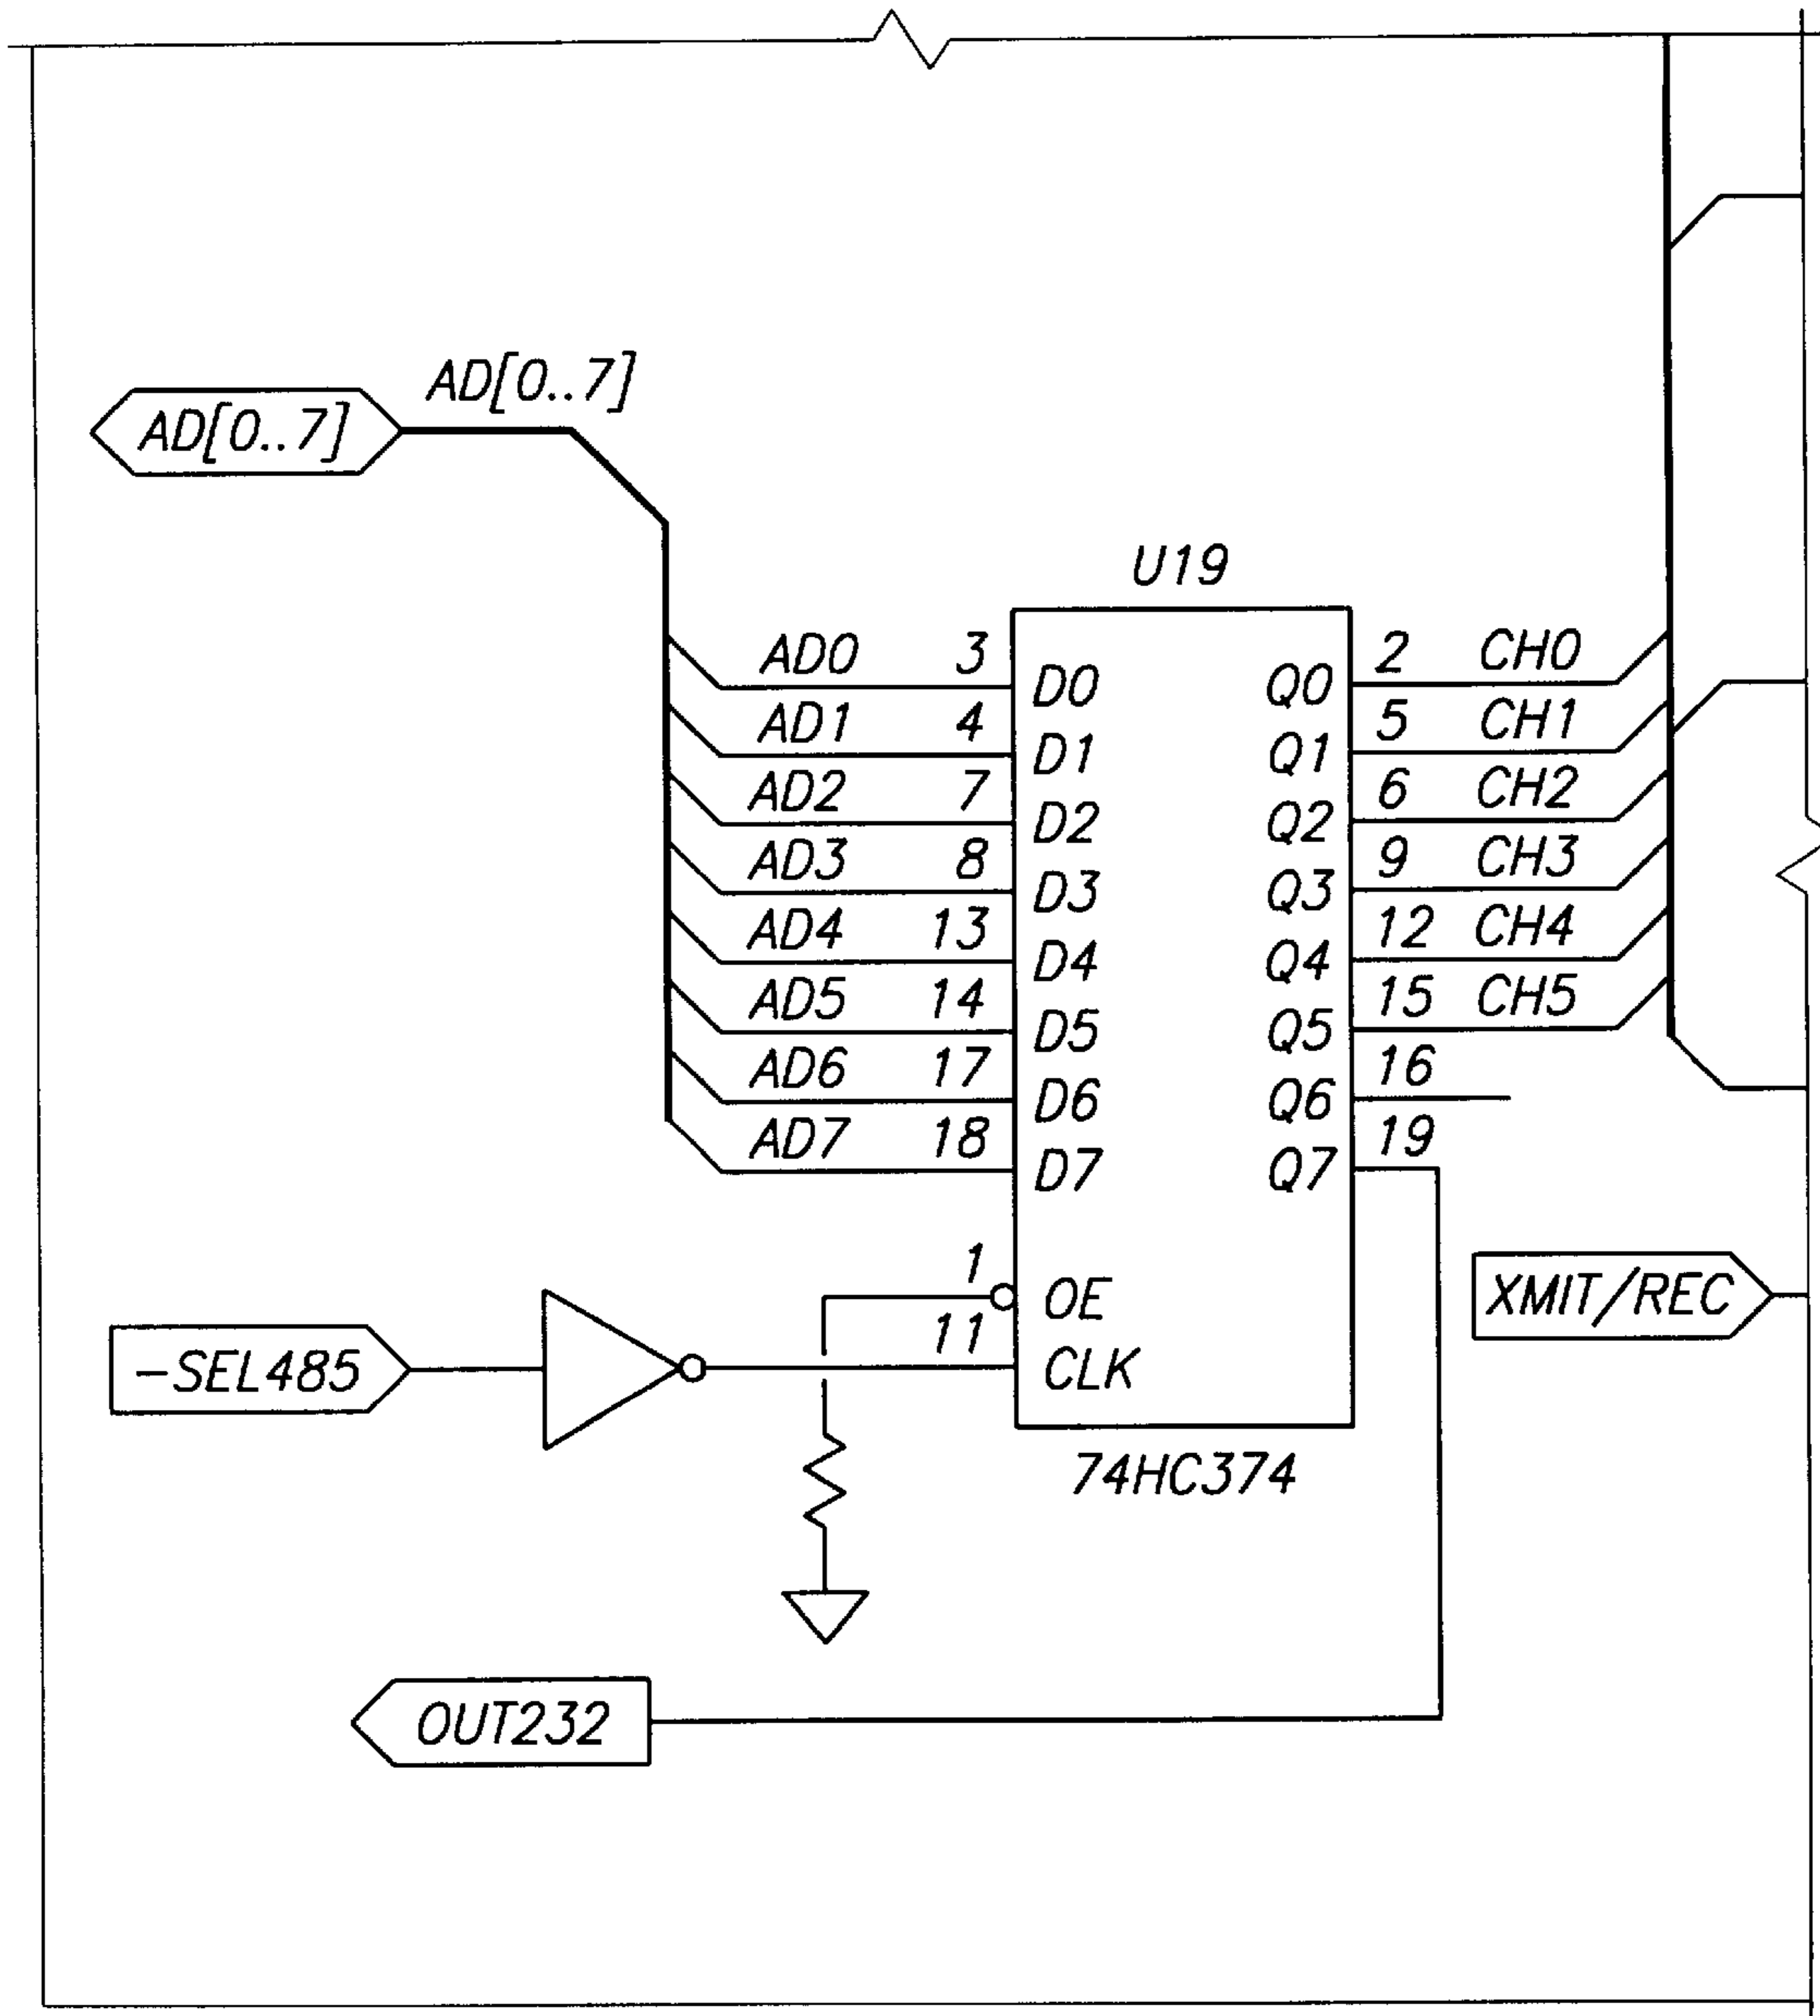 AD[0..7]
AD[0..7]
U19
AD0 3 D0 Q0 2 CH0
AD1 4 D1 Q1 5 CH1
AD2 7 D2 Q2 6 CH2
AD3 8 D3 Q3 9 CH3
AD4 13 D4 Q4 12 CH4
AD5 14 D5 Q5 15 CH5
AD6 17 D6 Q6 16
AD7 18 D7 Q7 19
1 OE
XMIT/REC
-SEL485
11 CLK
74HC374
OUT232